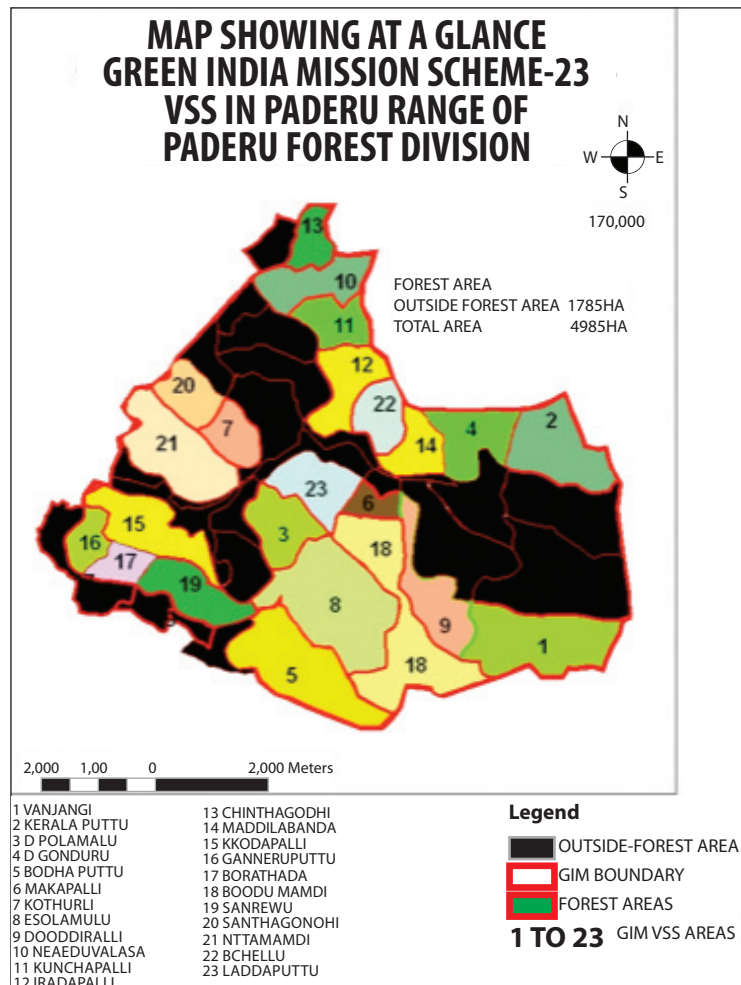 MAP SHOWING AT A GLANCE
GREEN INDIA MISSION SCHEME-23
VSS IN PADERU RANGE OF
PADERU FOREST DIVISION
N
W
E
S
170,000
FOREST AREA
OUTSIDE FOREST AREA 1785HA
TOTAL AREA 4985HA
13
10
11
12
20
22
2
7
14
4
21
23
6
15
3
16
18
17
19
8
9
1
5
18
2,000 1,00 0 2,000 Meters
1 VANJANGI
2 KERALA PUTTU
3 D POLAMALU
4 D GONDURU
5 BODHA PUTTU
6 MAKAPALLI
7 KOTHURLI
8 ESOLAMULU
9 DOODDIRALLI
10 NEAEDUVALASA
11 KUNCHAPALLI
12 IRADAPALLI
13 CHINTHAGODHI
14 MADDILABANDA
15 KKODAPALLI
16 GANNERUPUTTU
17 BORATHADA
18 BOODU MAMDI
19 SANREWU
20 SANTHAGONOHI
21 NTTAMAMDI
22 BCHELLU
23 LADDAPUTTU
Legend
OUTSIDE-FOREST AREA
GIM BOUNDARY
FOREST AREAS
1 TO 23 GIM VSS AREAS